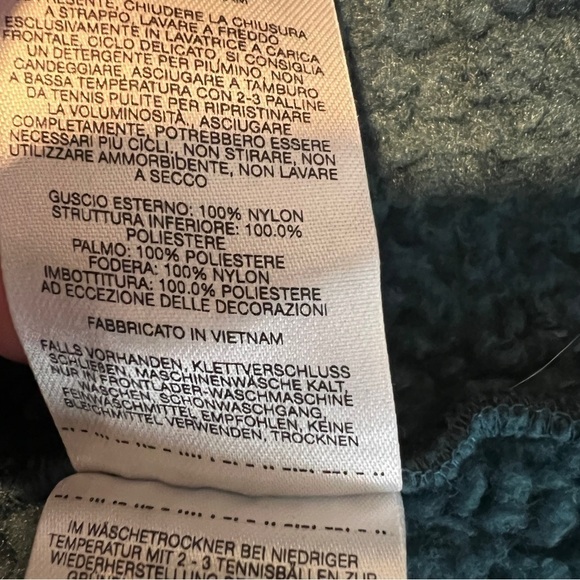 PRESENTE, CHIUDERE LA CHIUSURA
A STRAPPO, LAVARE A FREDDO
ESCLUSIVAMENTE IN LAVATRICE A CARICA
FRONTALE, CICLO DELICATO, SI CONSIGLIA
UN DETERGENTE PER PIUMINO, NON
CANDEGGIARE, ASCIUGARE A TAMBURO
A BASSA TEMPERATURA CON 2-3 PALLINE
DA TENNIS PULITE PER RIPRISTINARE
LA VOLUMINOSITÀ, ASCIUGARE
COMPLETAMENTE, POTREBBERO ESSERE
NECESSARI PIÙ CICLI, NON STIRARE, NON
UTILIZZARE AMMORBIDENTE, NON LAVARE
A SECCO
GUSCIO ESTERNO: 100% NYLON
STRUTTURA INFERIORE: 100.0%
POLIESTERE
PALMO: 100% POLIESTERE
FODERA: 100% NYLON
IMBOTTITURA: 100.0% POLIESTERE
AD ECCEZIONE DELLE DECORAZIONI
FABBRICATO IN VIETNAM
FALLS VORHANDEN, KLETTVERSCHLUSS
SCHLIEßEN, MASCHINENWÄSCHE KALT,
NUR IN FRONTLADER-WASCHMASCHINE
WASCHEN, SCHONWASCHGANG,
FEINWASCHMITTEL EMPFOHLEN, KEINE
BLEICHMITTEL VERWENDEN, TROCKNEN
IM WÄSCHETROCKNER BEI NIEDRIGER
TEMPERATUR MIT 2 - 3 TENNISBÄLLEN ZUR
WIEDERHERSTELLUNG